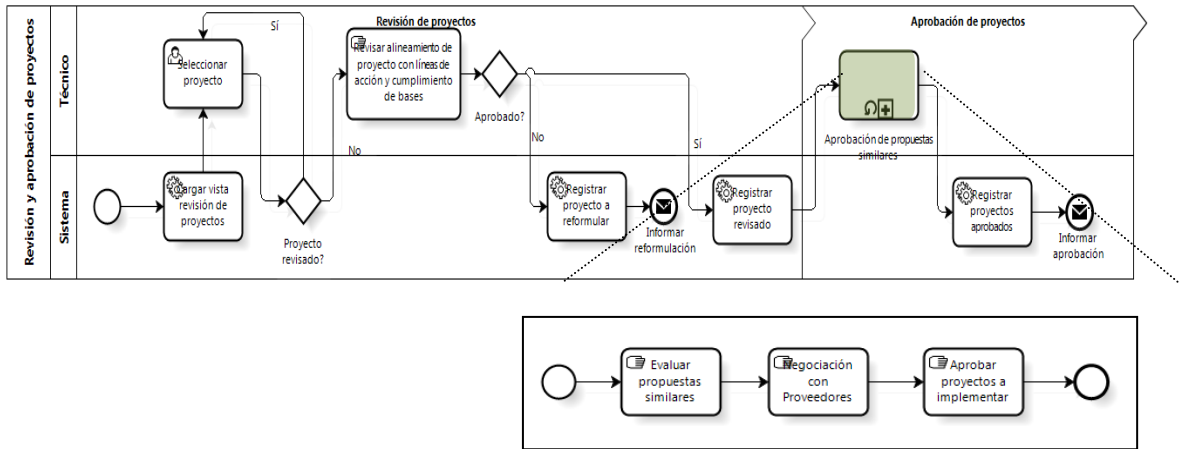 Revisión y aprobación de proyectos
Técnico
Sistema
Revisión de proyectos
Aprobación de proyectos
Sí
Seleccionar
proyecto
Revisar alineamiento de
proyecto con líneas de
acción y cumplimiento
de bases
Aprobado?
No
No
Sí
Aprobación de propuestas
similares
Cargar vista
revisión de
proyectos
Proyecto
revisado?
Registrar
proyecto a
reformular
Informar
reformulación
Registrar
proyecto
revisado
Registrar
proyectos
aprobados
Informar
aprobación
Evaluar
propuestas
similares
Negociación
con
Proveedores
Aprobar
proyectos a
implementar